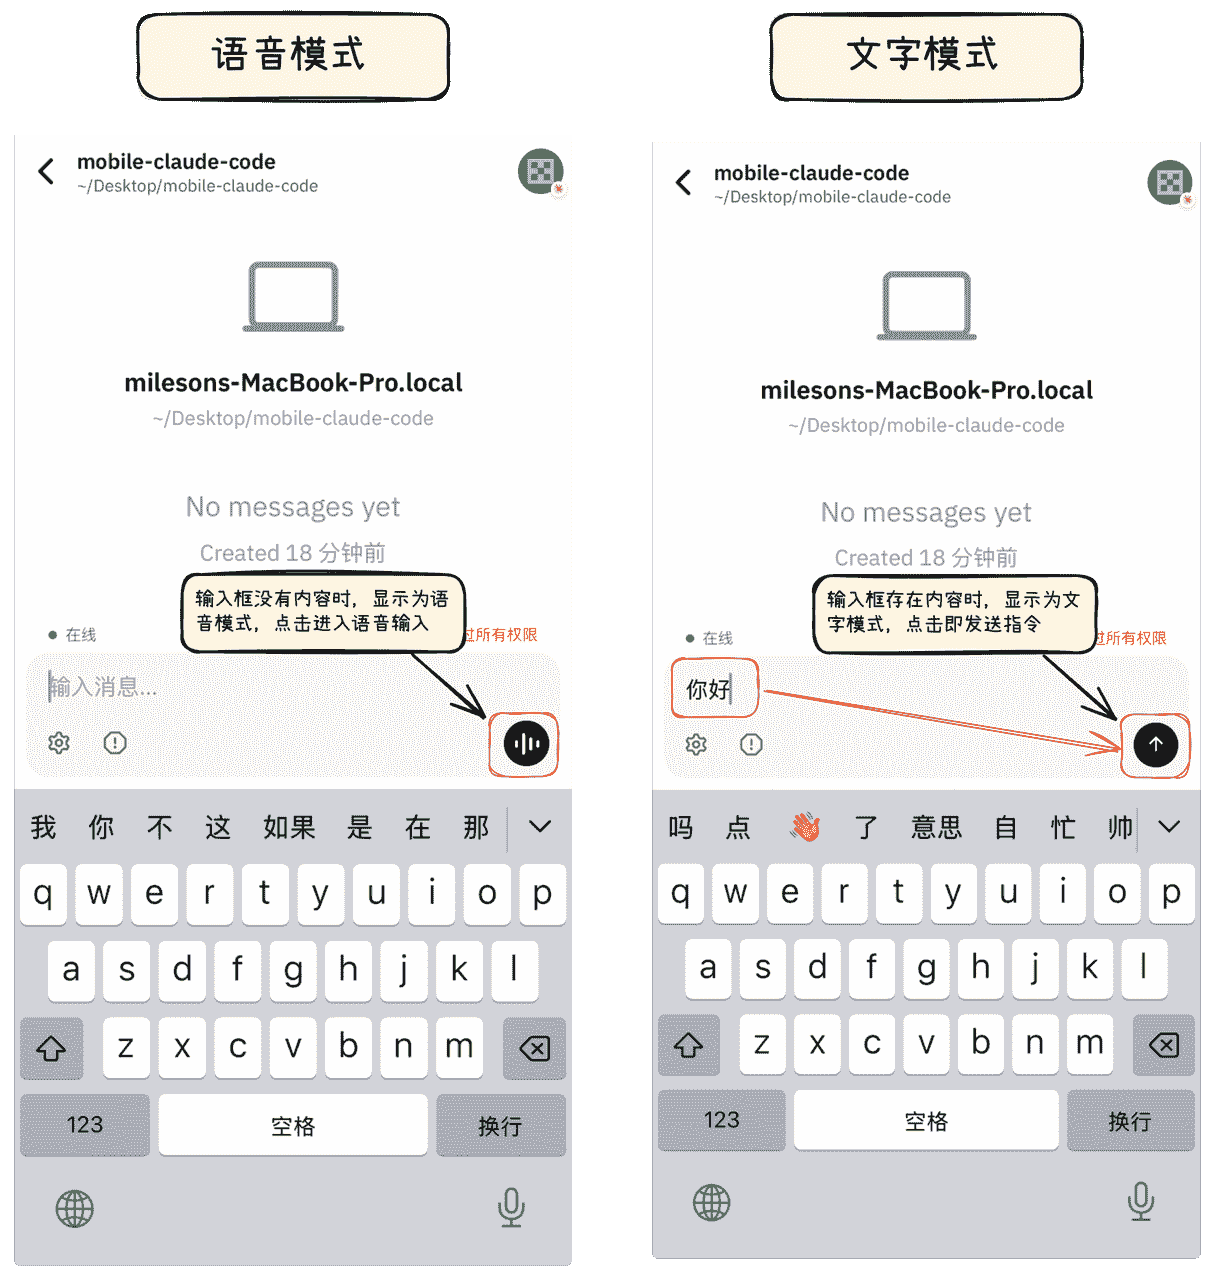 语音模式
mobile-claude-code
~/Desktop/mobile-claude-code
milesons-MacBook-Pro.local
~/Desktop/mobile-claude-code
No messages yet
Created 18 分钟前
输入框没有内容时，显示为语
音模式，点击进入语音输入
在线
过所有权限
输入消息...
我 你 不 这 如果 是 在 那
q w e r t y u i o p
a s d f g h j k l
z x c v b n m
123 空格 换行
文字模式
mobile-claude-code
~/Desktop/mobile-claude-code
milesons-MacBook-Pro.local
~/Desktop/mobile-claude-code
No messages yet
Created 18 分钟前
输入框存在内容时，显示为文
字模式，点击即发送指令
在线
过所有权限
你好
吗 点 👋 了 意思 自 忙 帅
q w e r t y u i o p
a s d f g h j k l
z x c v b n m
123 空格 换行